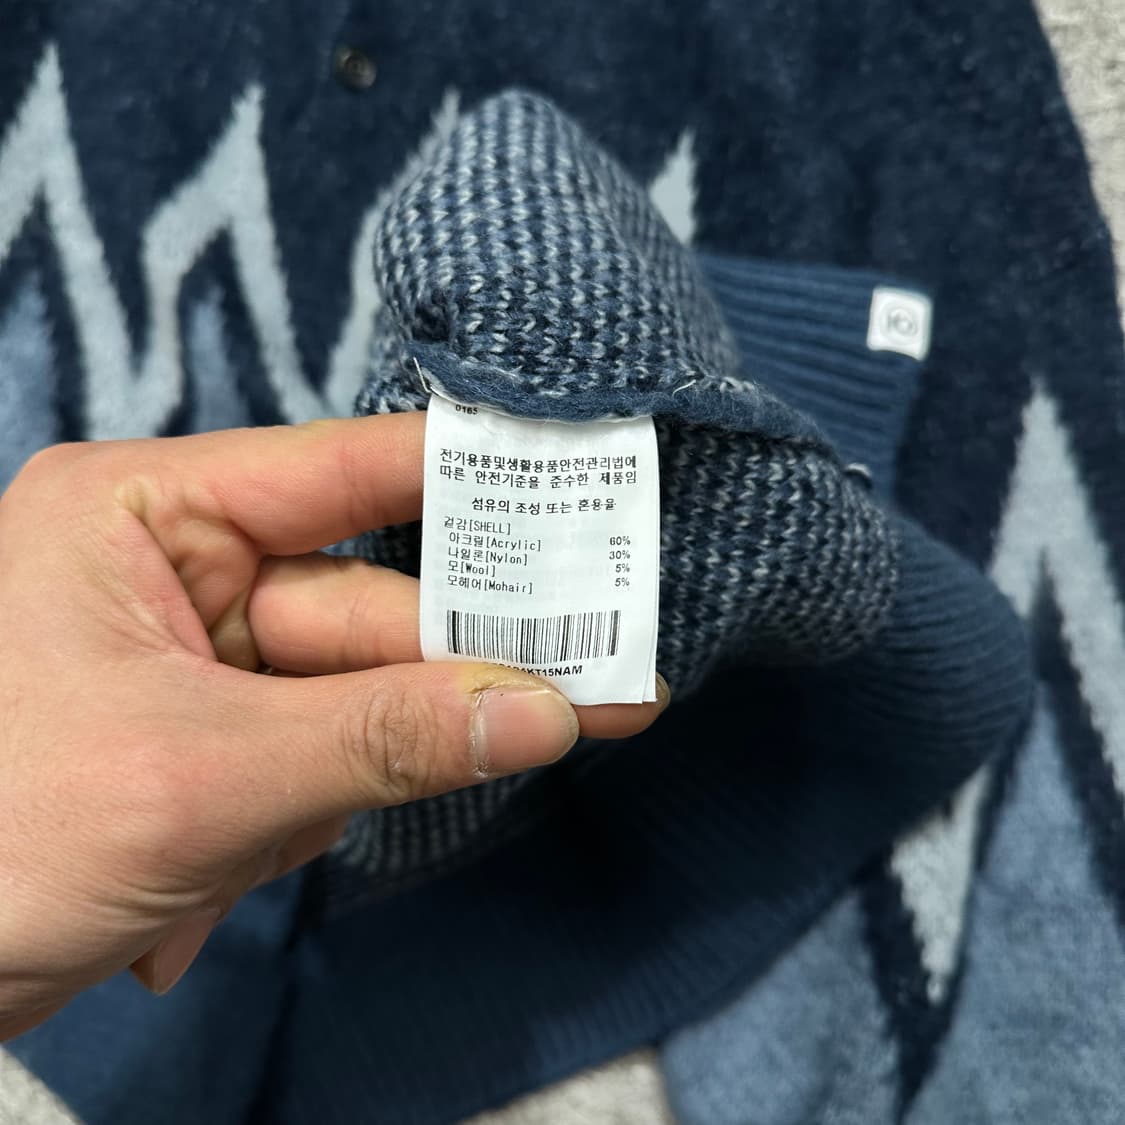 0165
전기용품및생활용품안전관리법에
따른 안전기준을 준수한 제품임
섬유의 조성 또는 혼용율
겉감[SHELL]
아크릴[Acrylic] 60%
나일론[Nylon] 30%
모[Wool] 5%
모헤어[Mohair] 5%
KT15NAM